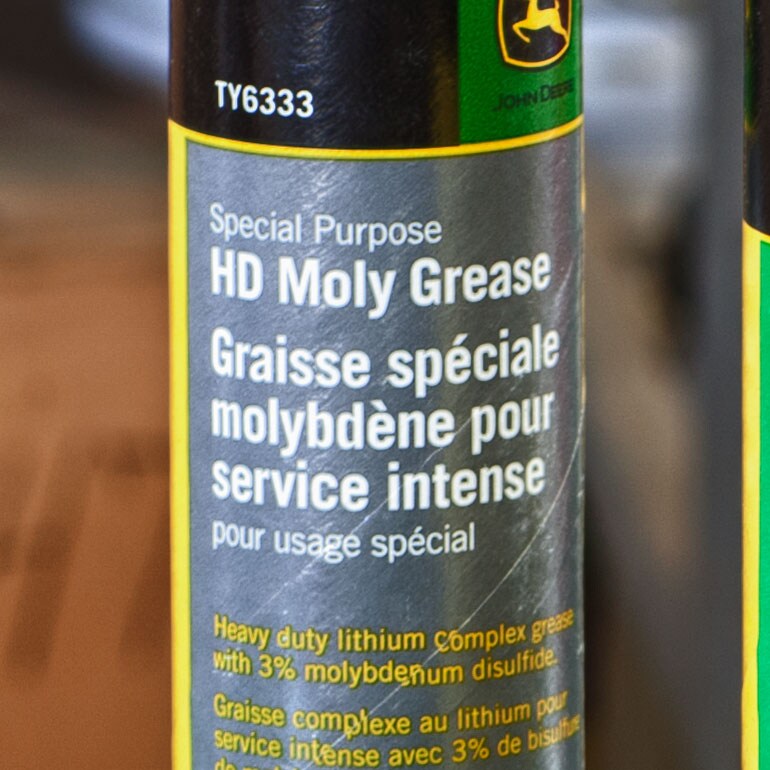 JOHN DEERE
TY6333
Special Purpose
HD Moly Grease
Graisse spéciale
molybdène pour
service intense
pour usage spécial
Heavy duty lithium complex grease
with 3% molybdenum disulfide.
Graisse complexe au lithium pour
service intense avec 3% de bisulfure
de